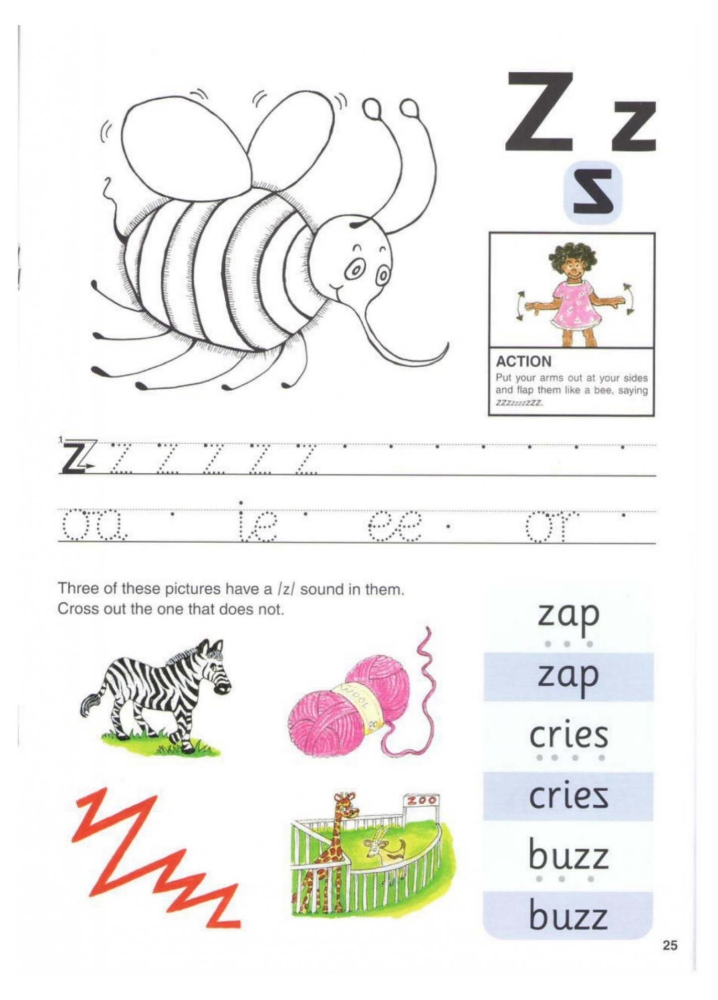 Z z
z
ACTION
Put your arms out at your sides
and flap them like a bee, saying
zzzzzzzzzz.
1
z z z z z z
oa ie ee or
Three of these pictures have a /z/ sound in them.
Cross out the one that does not.
WOOL
ZOO
zap
zap
cries
cries
buzz
buzz
25